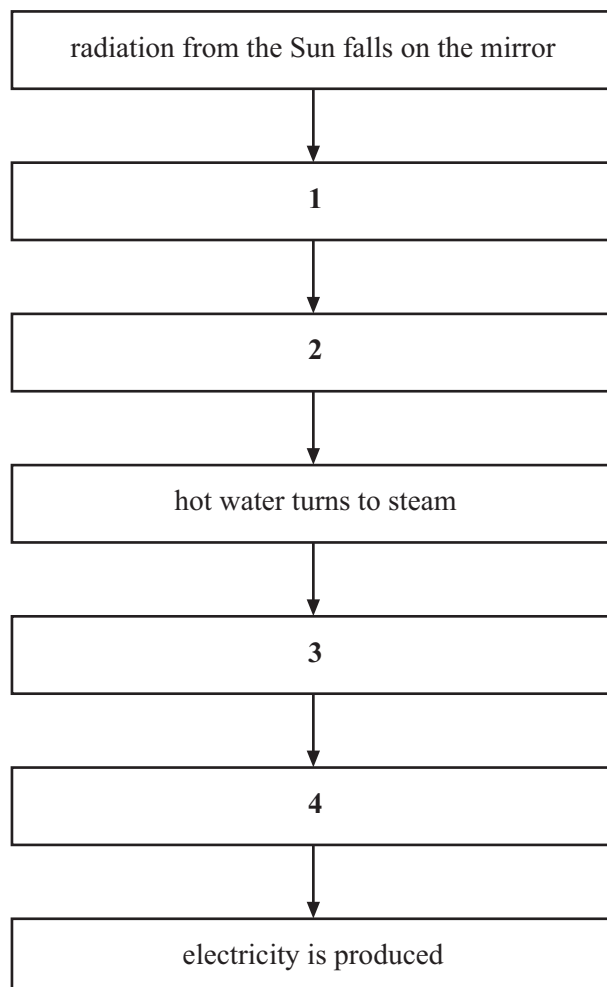 radiation from the Sun falls on the mirror
1
2
hot water turns to steam
3
4
electricity is produced